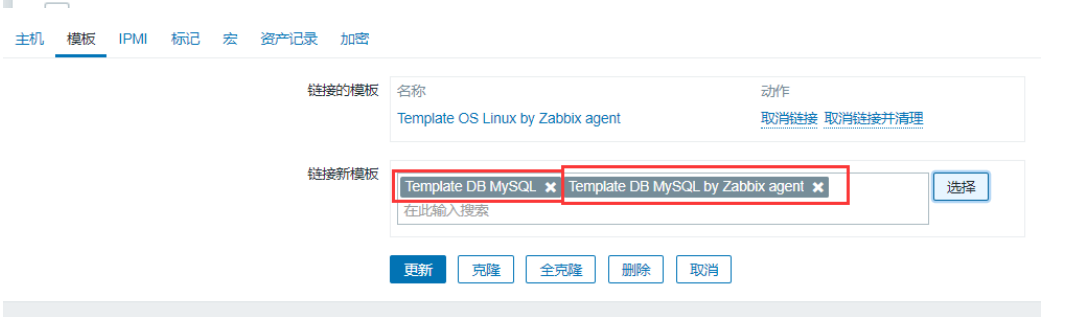 主机 模板 IPMI 标记 宏 资产记录 加密
链接的模板 名称 动作
Template OS Linux by Zabbix agent 取消链接 取消链接并清理
链接新模板 Template DB MySQL Template DB MySQL by Zabbix agent 选择
在此输入搜索
更新 克隆 全克隆 删除 取消